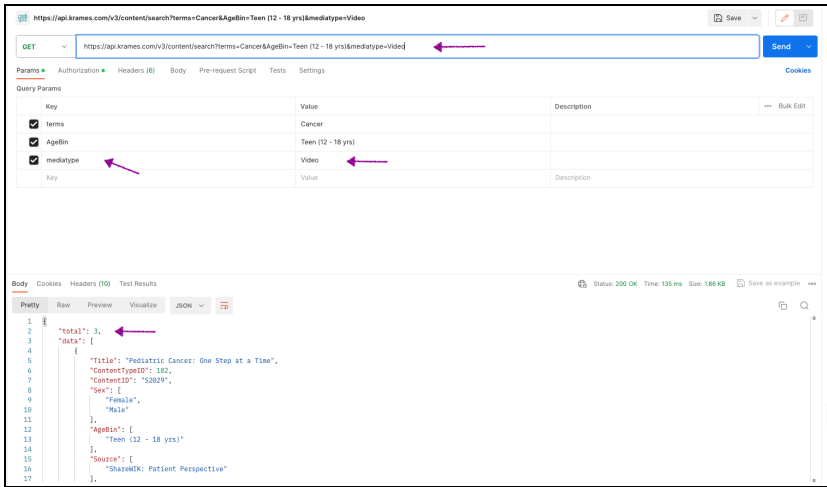 https://api.krames.com/v3/content/search?terms=Cancer&AgeBin=Teen (12 - 18 yrs)&mediatype=Video
Save
GET
https://api.krames.com/v3/content/search?terms=Cancer&AgeBin=Teen (12 - 18 yrs)&mediatype=Video
Send
Params Authorization Headers (6) Body Pre-request Script Tests Settings
Cookies
Query Params
Key Value Description ••• Bulk Edit
terms Cancer
AgeBin Teen (12 - 18 yrs)
mediatype Video
Key Value Description
Body Cookies Headers (10) Test Results
Status: 200 OK Time: 135 ms Size: 1.86 KB Save as example •••
Pretty Raw Preview Visualize JSON
1 {
2 "total": 3,
3 "data": [
4 {
5 "Title": "Pediatric Cancer: One Step at a Time",
6 "ContentTypeID": 182,
7 "ContentID": "S2029",
8 "Sex": [
9 "Female",
10 "Male"
11 ],
12 "AgeBin": [
13 "Teen (12 - 18 yrs)"
14 ],
15 "Source": [
16 "ShareWIK: Patient Perspective"
17 ],